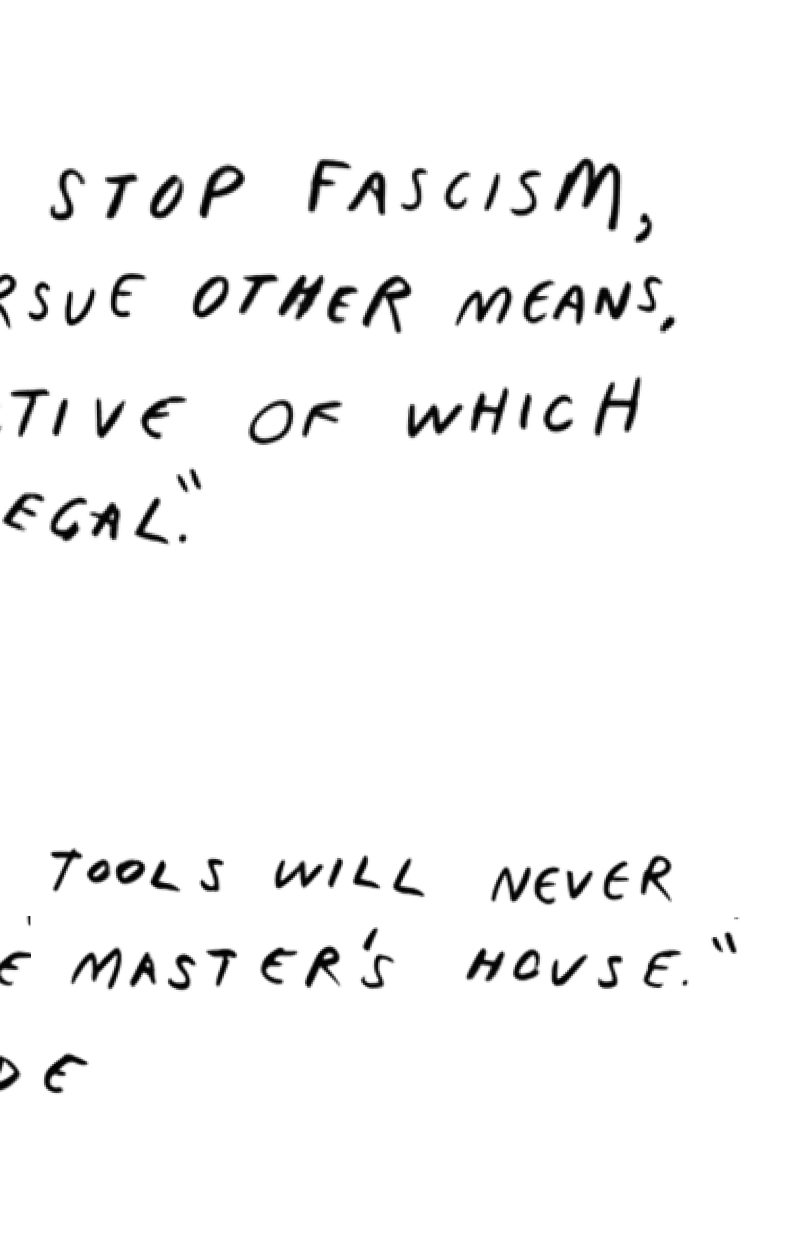 STOP FASCISM,
RSUE OTHER MEANS,
TIVE OF WHICH
EGAL."
TOOLS WILL NEVER
E MASTER'S HOUSE."
DE